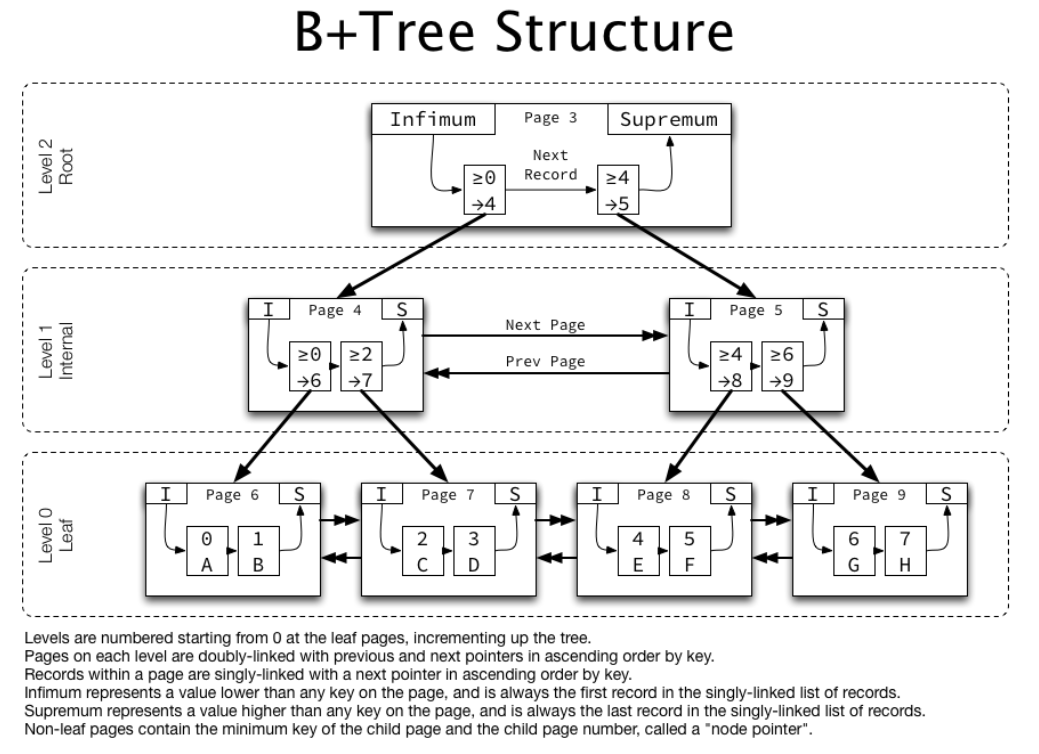 B+Tree Structure
Level 2
Root
Infimum
Page 3
Supremum
Next
Record
≥0
→4
≥4
→5
Level 1
Internal
I
Page 4
S
≥0
→6
≥2
→7
Next Page
Prev Page
I
Page 5
S
≥4
→8
≥6
→9
Level 0
Leaf
I
Page 6
S
0
A
1
B
I
Page 7
S
2
C
3
D
I
Page 8
S
4
E
5
F
I
Page 9
S
6
G
7
H
Levels are numbered starting from 0 at the leaf pages, incrementing up the tree.
Pages on each level are doubly-linked with previous and next pointers in ascending order by key.
Records within a page are singly-linked with a next pointer in ascending order by key.
Infimum represents a value lower than any key on the page, and is always the first record in the singly-linked list of records.
Supremum represents a value higher than any key on the page, and is always the last record in the singly-linked list of records.
Non-leaf pages contain the minimum key of the child page and the child page number, called a "node pointer".